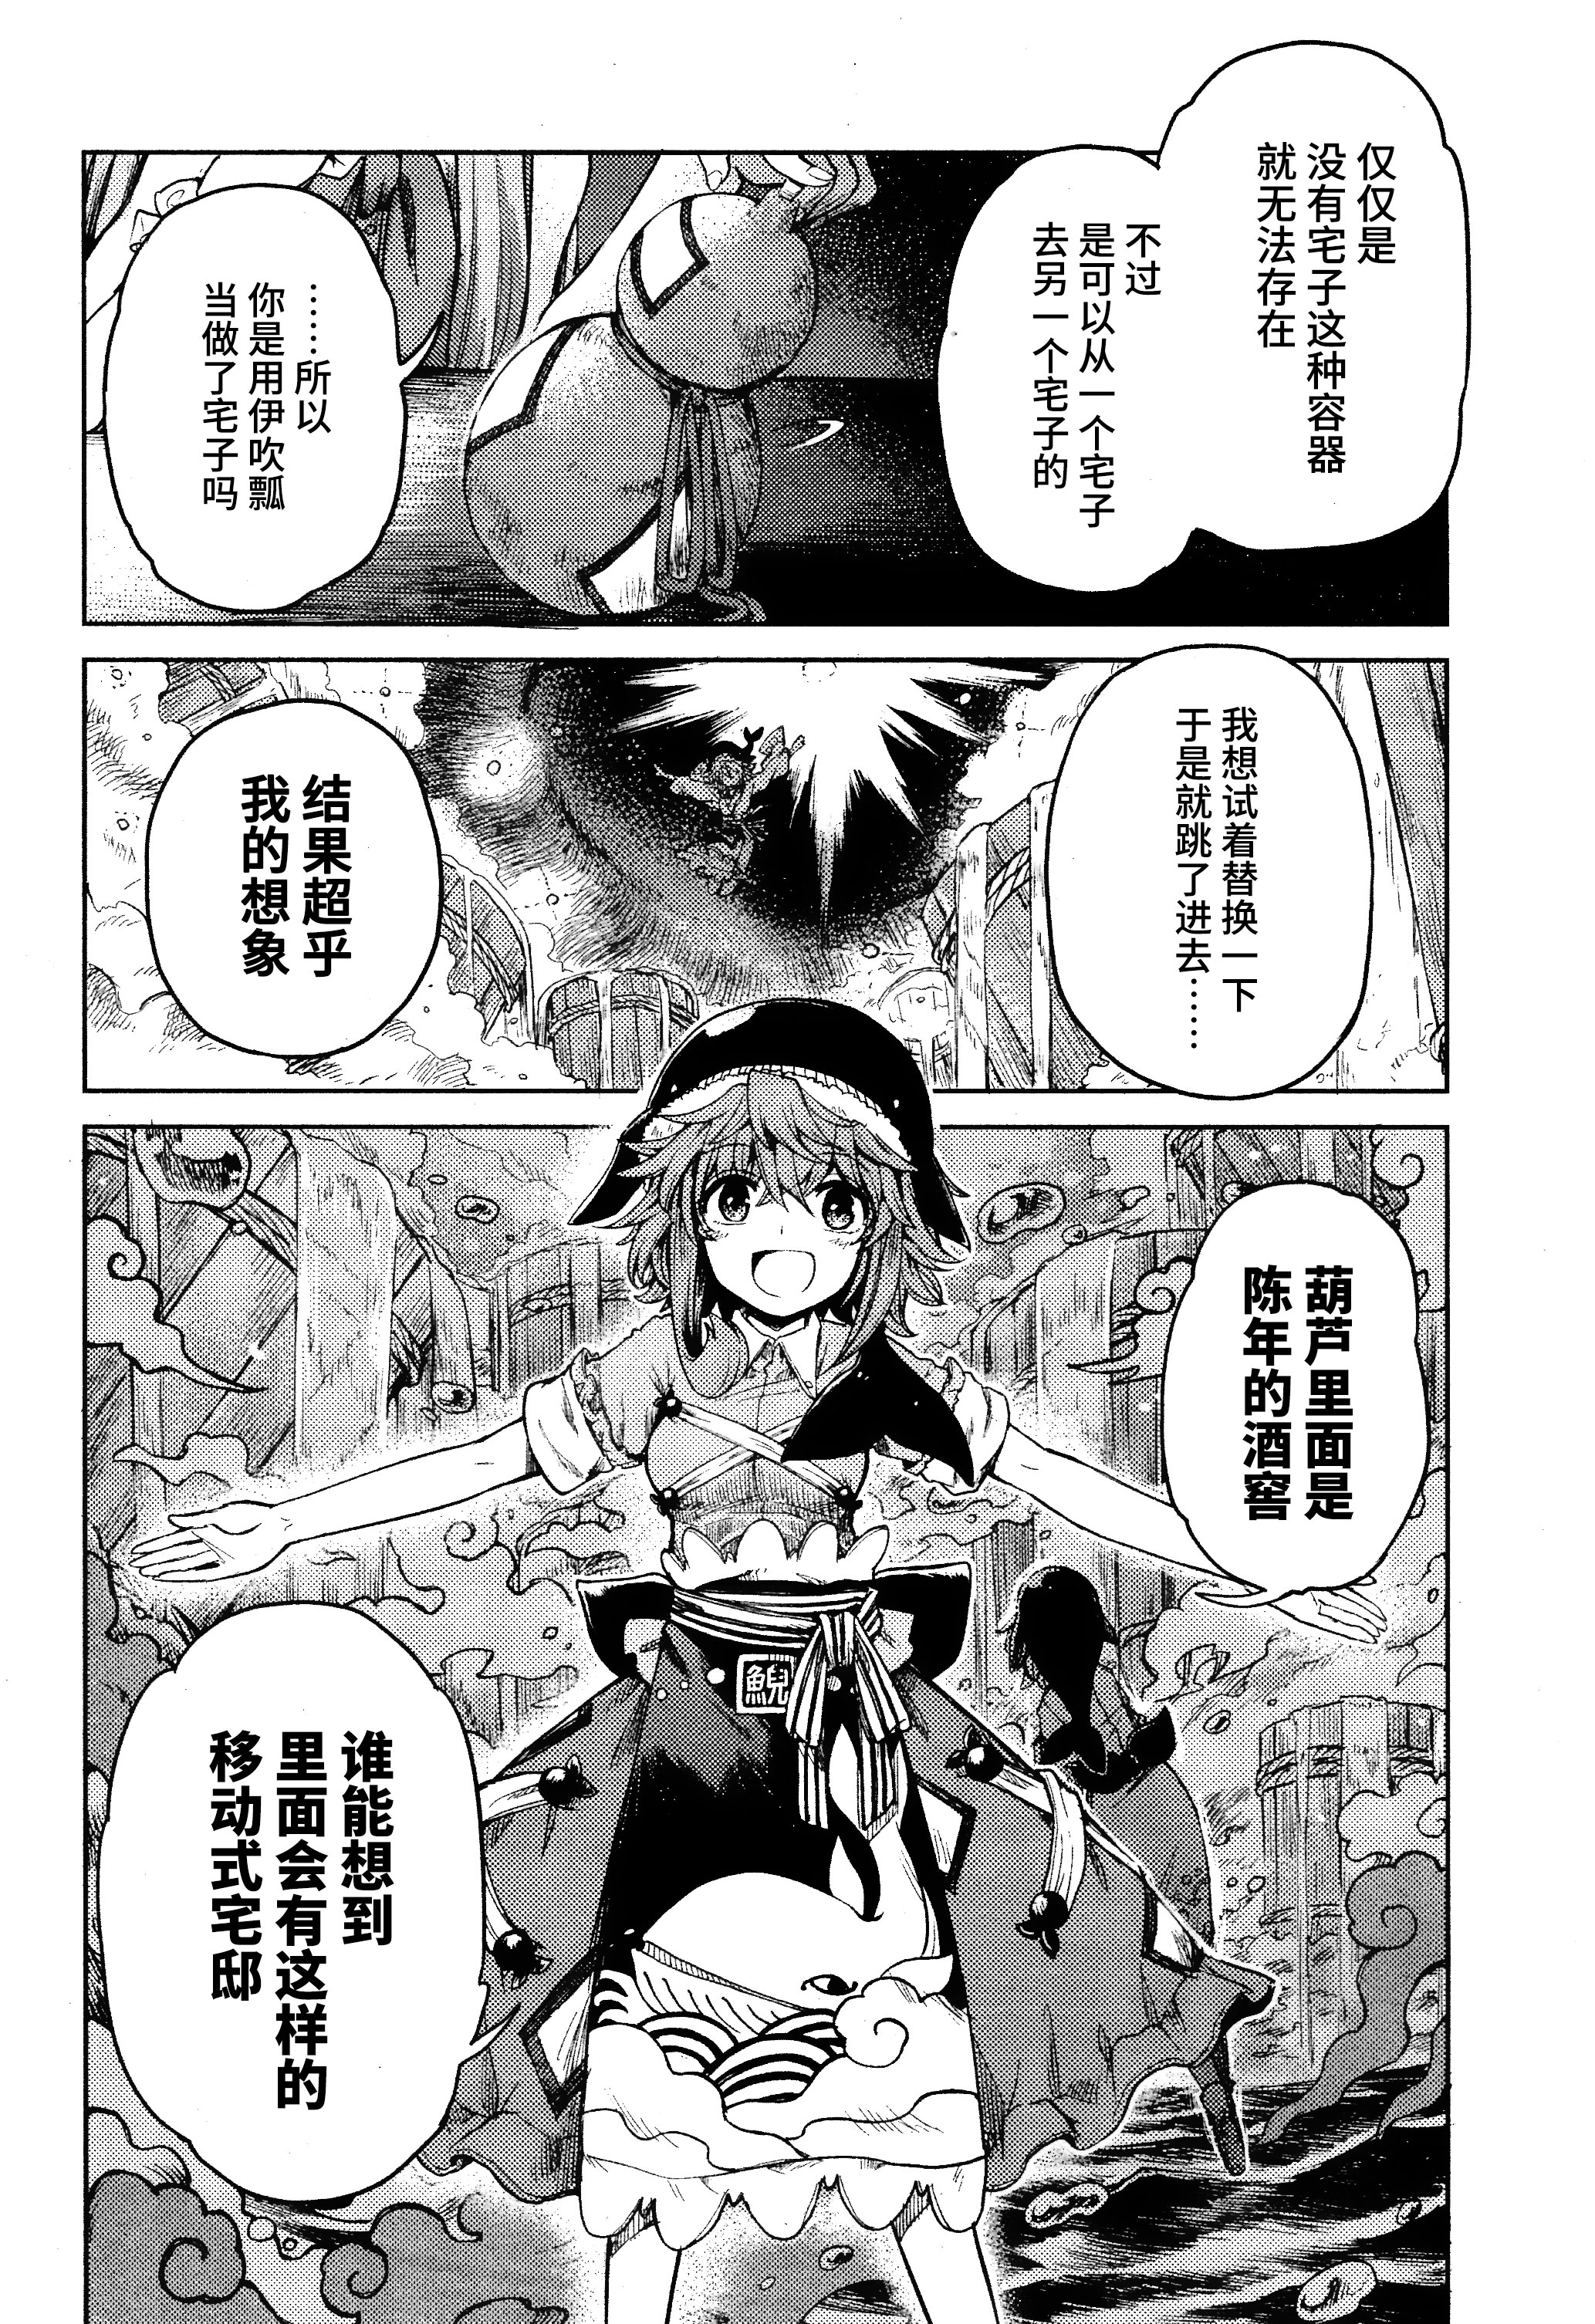 仅仅是
没有宅子这种容器
就无法存在
不过
是可以从一个宅子
去另一个宅子的
……所以
你是用伊吹瓢
当做了宅子吗
我想试着替换一下
于是就跳了进去……
结果超乎
我的想象
葫芦里面是
陈年的酒窖
鯢
谁能想到
里面会有这样的
移动式宅邸